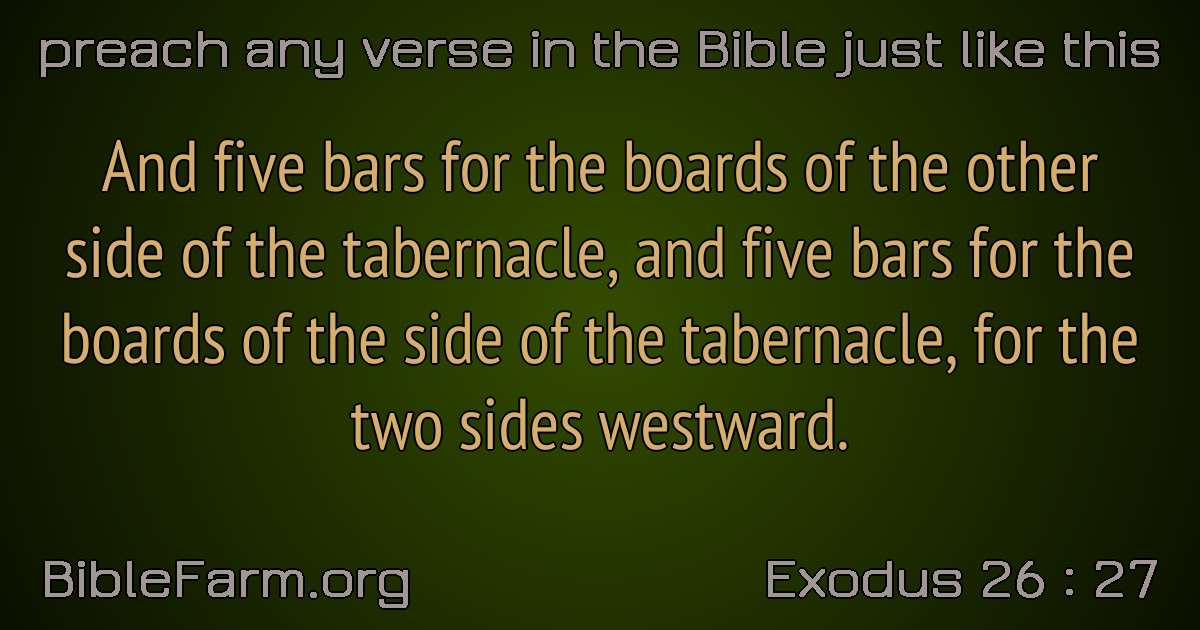 preach any verse in the Bible just like this
And five bars for the boards of the other
side of the tabernacle, and five bars for the
boards of the side of the tabernacle, for the
two sides westward.
BibleFarm.org
Exodus 26 : 27